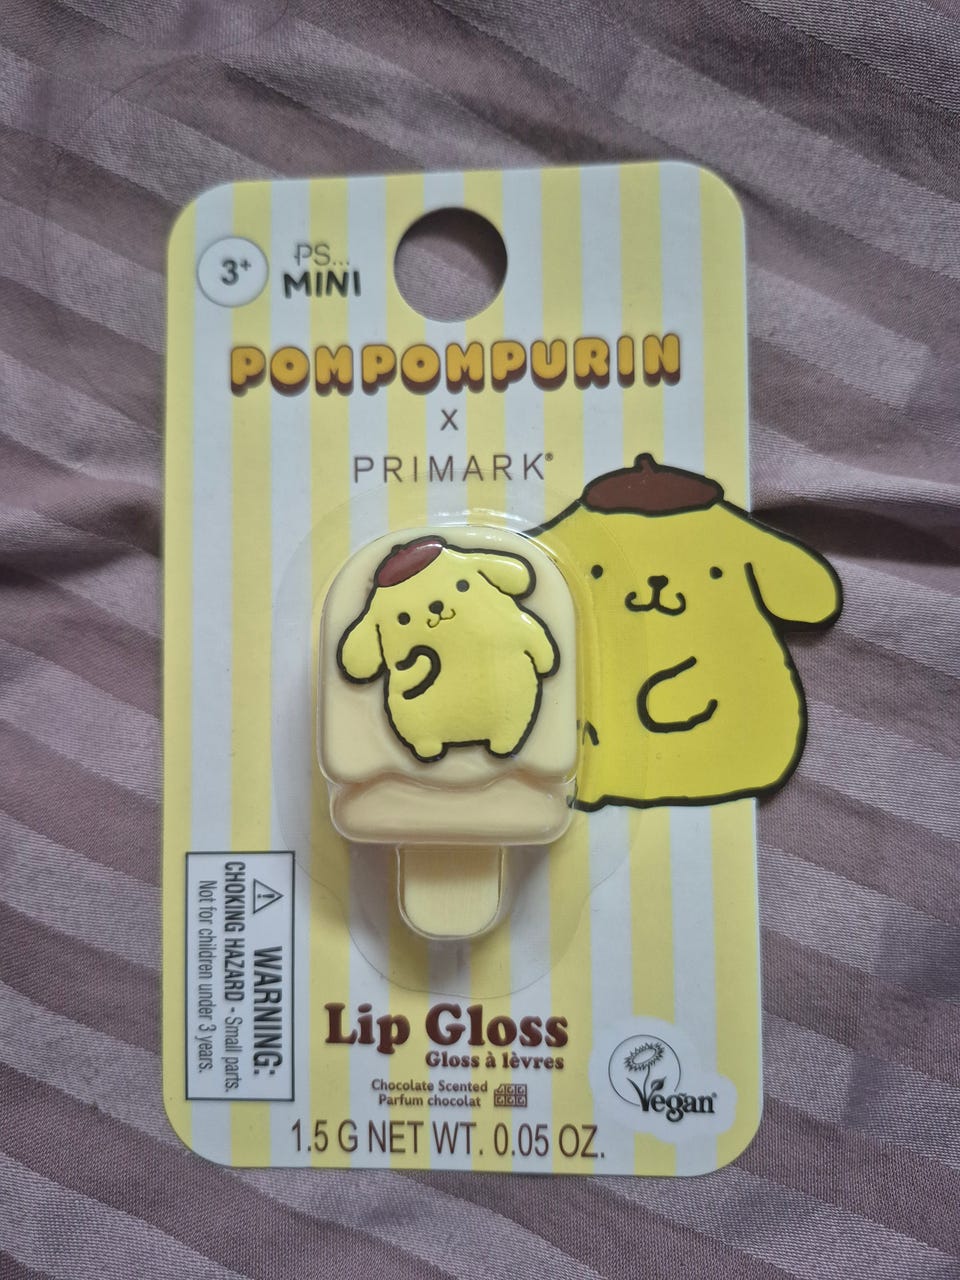 3+
PS...
MINI
POMPOMPURIN
X
PRIMARK®
WARNING:
CHOKING HAZARD - Small parts.
Not for children under 3 years.
Lip Gloss
Gloss à lèvres
Chocolate Scented
Parfum chocolat
Vegan
1.5 G NET WT. 0.05 OZ.